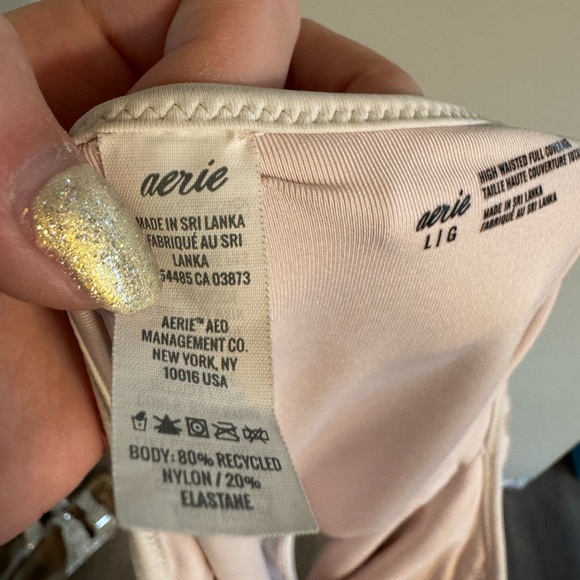 aerie
MADE IN SRI LANKA
FABRIQUÉ AU SRI
LANKA
54485 CA 03873
AERIE™ AEO
MANAGEMENT CO.
NEW YORK, NY
10016 USA
BODY: 80% RECYCLED
NYLON / 20%
ELASTANE
aerie
L | G
HIGH WAISTED FULL
TAILLE HAUTE COUVERTURE
MADE IN SRI LANKA
FABRIQUÉ AU SRI LANKA